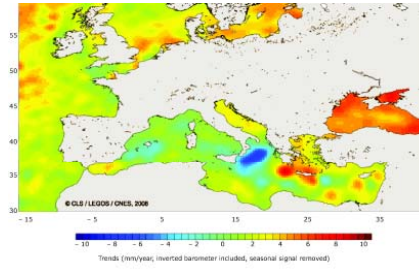 55
50
45
40
35
30
© CLS / LEGOS / CNES, 2008
- 15 - 5 5 15 25 35
- 10 - 8 - 6 - 4 - 2 0 2 4 6 8 10
Trends (mm/year, inverted barometer included, seasonal signal removed)